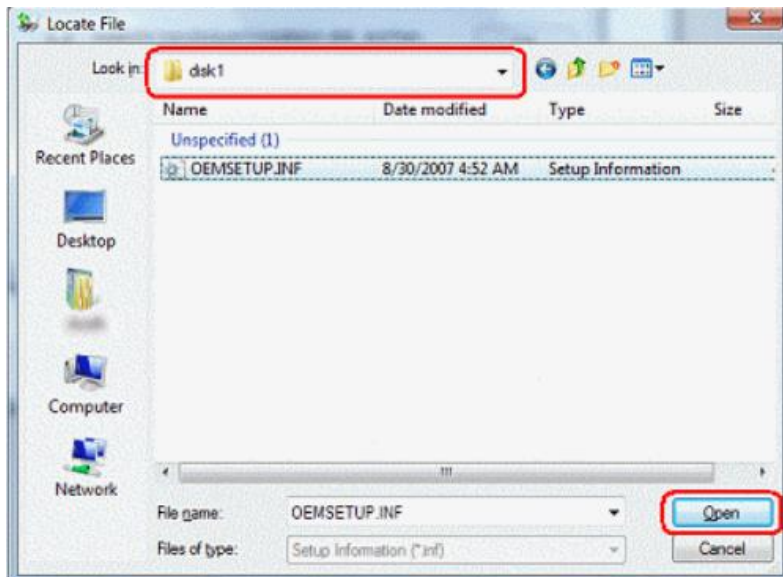 Locate File
Look in: disk1
Name Date modified Type Size
Unspecified (1)
OEMSETUP.INF 8/30/2007 4:52 AM Setup Information
Recent Places
Desktop
Computer
Network
File name: OEMSETUP.INF Open
Files of type: Setup Information (*.inf) Cancel